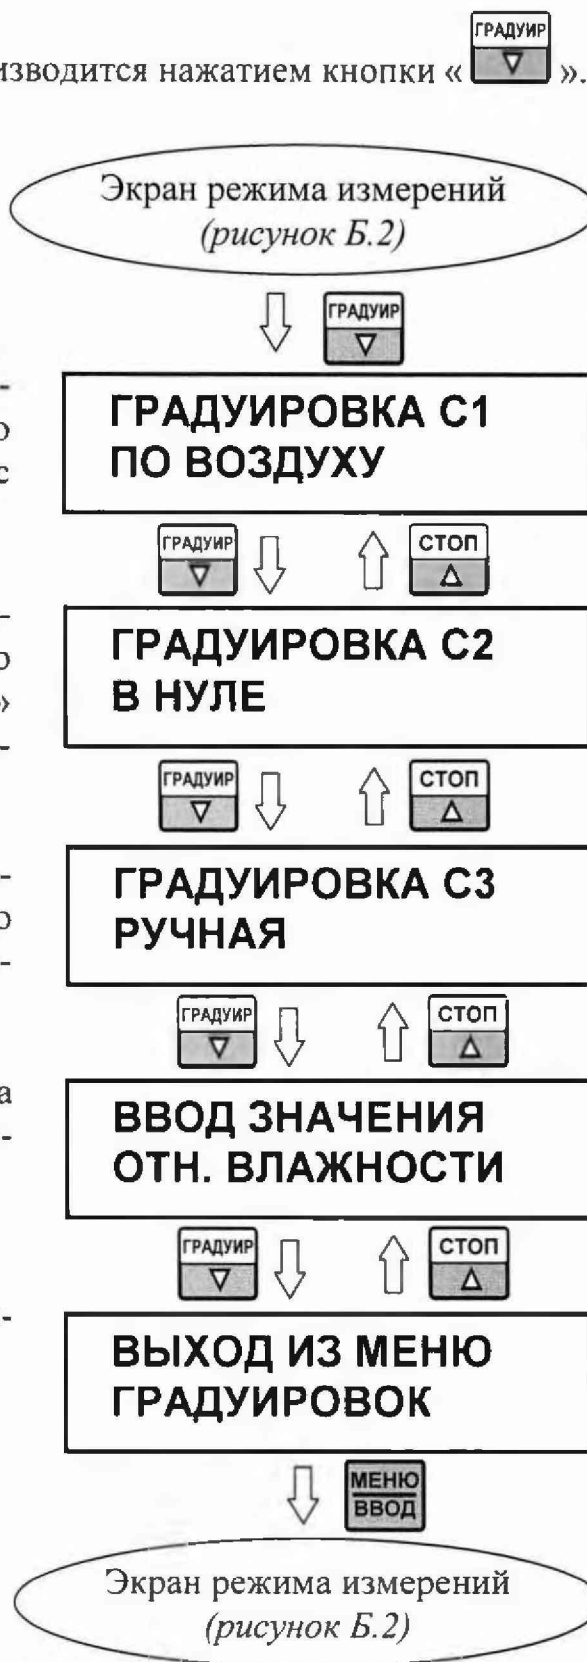 ГРАДУИР
изводится нажатием кнопки « ».
Экран режима измерений
(рисунок Б.2)
ГРАДУИР
-
о
с
ГРАДУИРОВКА С1
ПО ВОЗДУХУ
ГРАДУИР СТОП
-
о
»
-
ГРАДУИРОВКА С2
В НУЛЕ
ГРАДУИР СТОП
-
о
-
ГРАДУИРОВКА С3
РУЧНАЯ
ГРАДУИР СТОП
а
-
ВВОД ЗНАЧЕНИЯ
ОТН. ВЛАЖНОСТИ
ГРАДУИР СТОП
-
ВЫХОД ИЗ МЕНЮ
ГРАДУИРОВОК
МЕНЮ
ВВОД
Экран режима измерений
(рисунок Б.2)